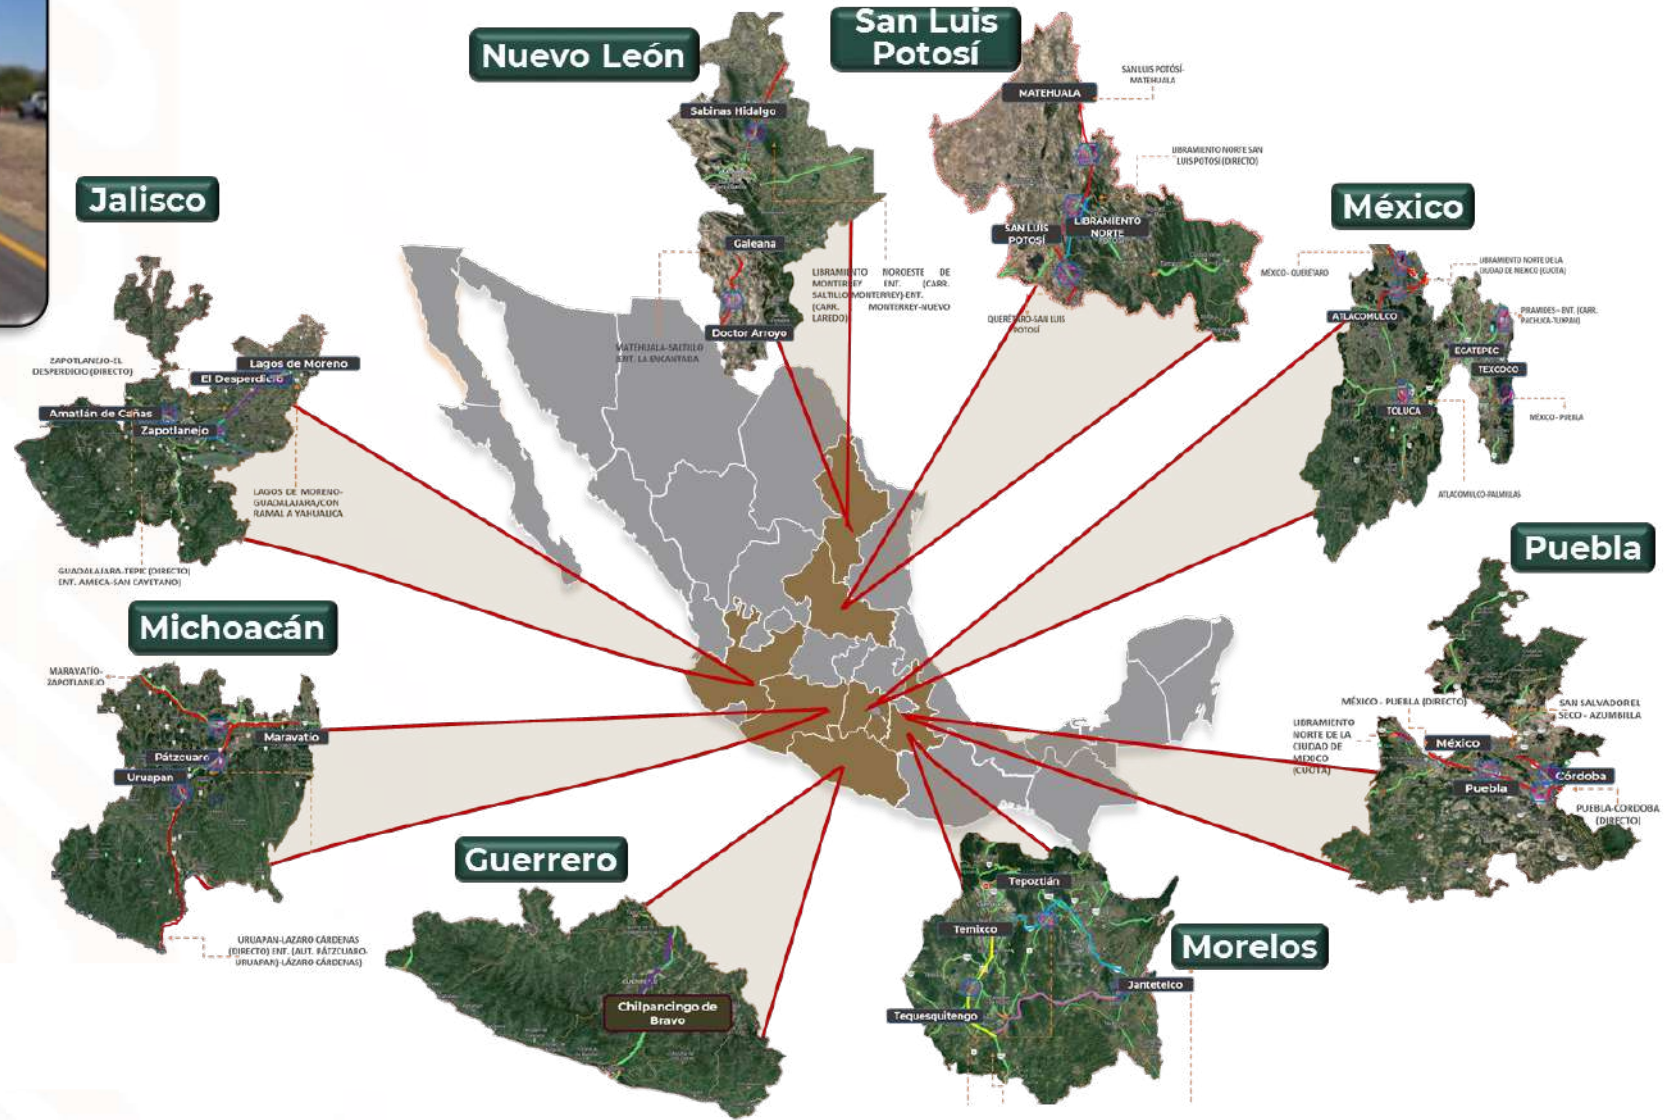 Nuevo León
Sabinas Hidalgo
Galeana
Doctor Arroyo
LIBRAMIENTO NOROESTE DE
MONTERREY ENT. (CARR.
SALTILLO-MONTERREY)-ENT.
(CARR. MONTERREY-NUEVO
LAREDO)
MATEHUALA-SALTILLO
ENT. LA ENCANTADA
San Luis
Potosí
MATEHUALA
SAN LUIS POTOSÍ-
MATEHUALA
LIBRAMIENTO NORTE SAN
LUIS POTOSÍ (DIRECTO)
LIBRAMIENTO
NORTE
SAN LUIS
POTOSÍ
QUERÉTARO-SAN LUIS
POTOSÍ
México
MÉXICO - QUERÉTARO
LIBRAMIENTO NORTE DE LA
CIUDAD DE MÉXICO (CUOTA)
ATLACOMULCO
PIRAMIDES - ENT. (CARR.
PACHUCA-TUXPAN)
ECATEPEC
TEXCOCO
TOLUCA
MÉXICO - PUEBLA
ATLACOMULCO-PALMILLAS
Jalisco
ZAPOTLANEJO-EL
DESPERDICIO (DIRECTO)
Lagos de Moreno
El Desperdicio
Amatlán de Cañas
Zapotlanejo
LAGOS DE MORENO-
GUADALAJARA/CON
RAMAL A YAHUALICA
GUADALAJARA-TEPIC (DIRECTO)
ENT. AMECA-SAN CAYETANO)
Puebla
MÉXICO - PUEBLA (DIRECTO)
SAN SALVADOR EL
SECO - AZUMBILLA
LIBRAMIENTO
NORTE DE LA
CIUDAD DE
MÉXICO
(CUOTA)
México
Puebla
Córdoba
PUEBLA-CORDOBA
(DIRECTO)
Michoacán
MARAVATÍO-
ZAPOTLANEJO
Maravatio
Pátzcuaro
Uruapan
URUAPAN-LAZARO CÁRDENAS
(DIRECTO) ENT. (AUT. PÁTZCUARO-
URUAPAN)-LÁZARO CÁRDENAS)
Guerrero
Chilpancingo de
Bravo
Morelos
Tepoztlán
Temixco
Jantetelco
Tequesquitengo